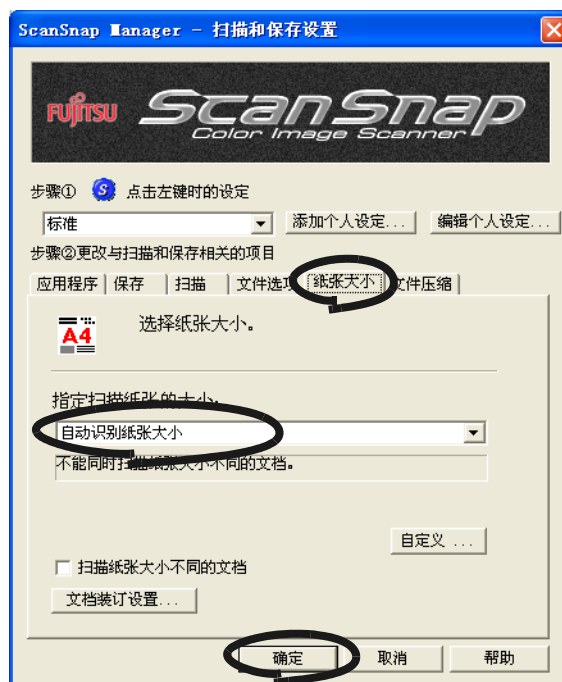 ScanSnap Manager - 扫描和保存设置
FUJITSU ScanSnap
Color Image Scanner
步骤① S 点击左键时的设定
标准 添加个人设定... 编辑个人设定...
步骤②更改与扫描和保存相关的项目
应用程序 保存 扫描 文件选项 纸张大小 文件压缩
A4 选择纸张大小。
指定扫描纸张的大小:
自动识别纸张大小
不能同时扫描纸张大小不同的文档。
自定义 ...
扫描纸张大小不同的文档
文档装订设置...
确定 取消 帮助